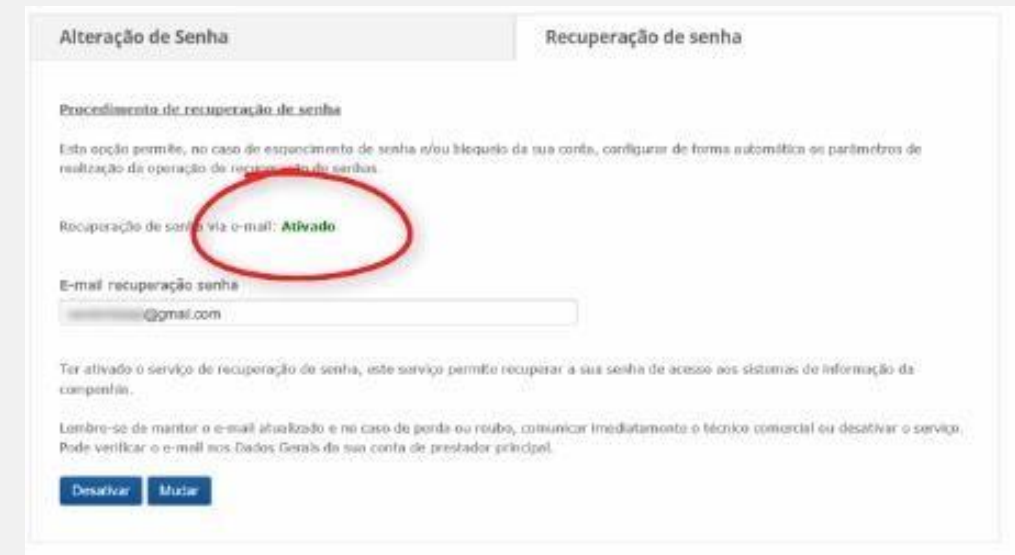 Alteração de Senha
Recuperação de senha
Procedimento de recuperação de senha
Esta opção permite, no caso de esquecimento de senha e/ou bloqueio da sua conta, configurar de forma automática os parâmetros de
realização da operação de recuperação de senhas.
Recuperação de senha via e-mail: Ativado
E-mail recuperação senha
@gmail.com
Ter ativado o serviço de recuperação de senha, este serviço permite recuperar a sua senha de acesso aos sistemas de informação da
companhia.
Lembre-se de manter o e-mail atualizado e no caso de perda ou roubo, comunicar imediatamente o técnico comercial ou desativar o serviço.
Pode verificar o e-mail nos Dados Gerais da sua conta de prestador principal.
Desativar
Mudar